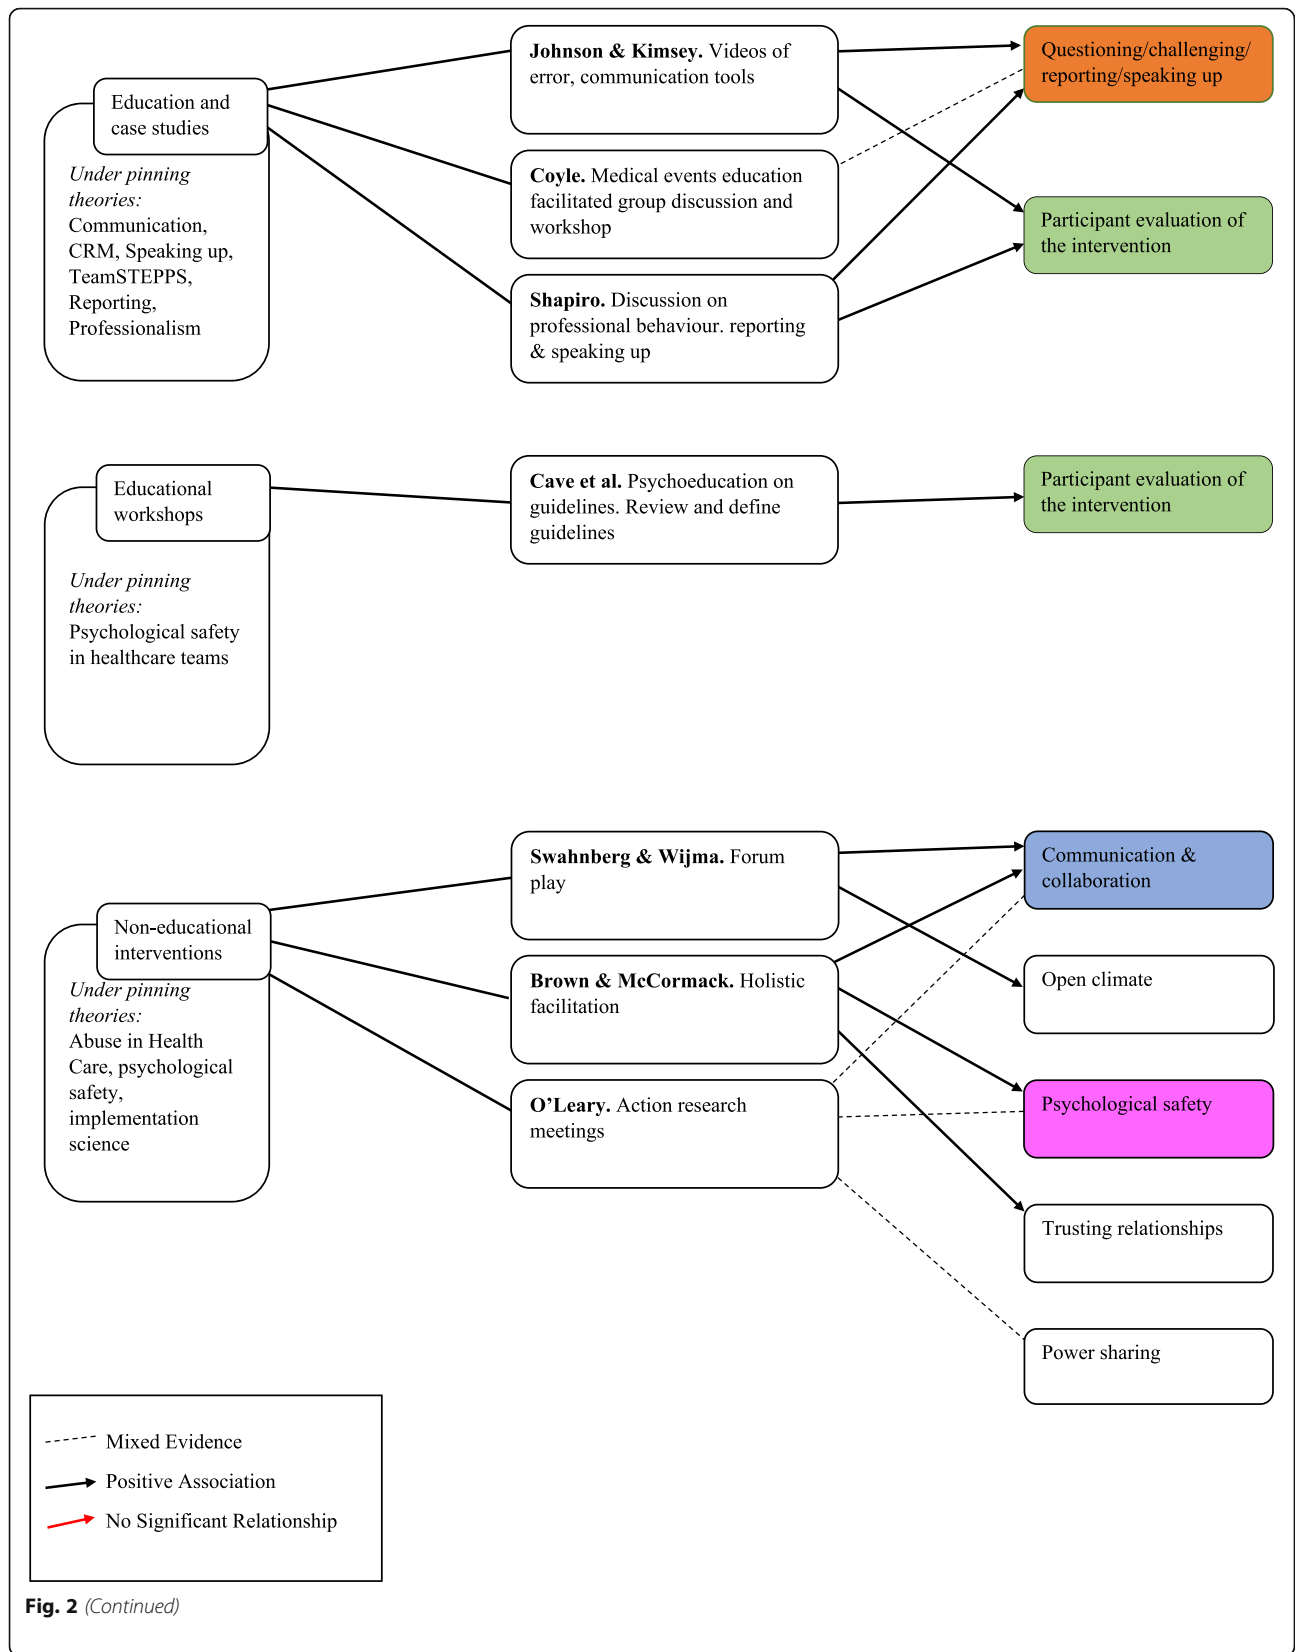 Education and
case studies
Under pinning
theories:
Communication,
CRM, Speaking up,
TeamSTEPPS,
Reporting,
Professionalism
Johnson & Kimsey. Videos of
error, communication tools
Coyle. Medical events education
facilitated group discussion and
workshop
Shapiro. Discussion on
professional behaviour. reporting
& speaking up
Questioning/challenging/
reporting/speaking up
Participant evaluation of
the intervention
Educational
workshops
Under pinning
theories:
Psychological safety
in healthcare teams
Cave et al. Psychoeducation on
guidelines. Review and define
guidelines
Participant evaluation of
the intervention
Non-educational
interventions
Under pinning
theories:
Abuse in Health
Care, psychological
safety,
implementation
science
Swahnberg & Wijma. Forum
play
Brown & McCormack. Holistic
facilitation
O’Leary. Action research
meetings
Communication &
collaboration
Open climate
Psychological safety
Trusting relationships
Power sharing
Mixed Evidence
Positive Association
No Significant Relationship
Fig. 2 (Continued)